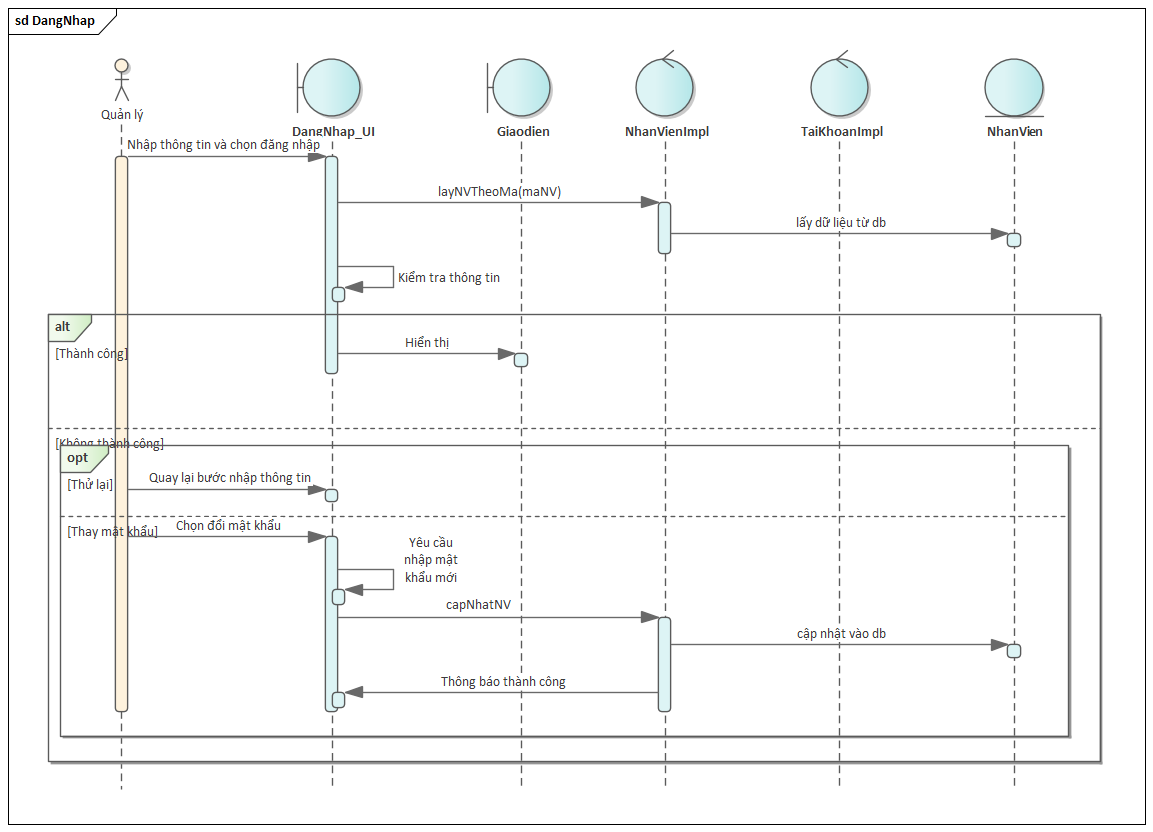 sd DangNhap
Quản lý
DangNhap_UI
Giaodien
NhanVienImpl
TaiKhoanImpl
NhanVien
Nhập thông tin và chọn đăng nhập
layNVTheoMa(maNV)
lấy dữ liệu từ db
Kiểm tra thông tin
alt
[Thành công]
Hiển thị
[Không thành công]
opt
[Thử lại]
Quay lại bước nhập thông tin
[Thay mật khẩu]
Chọn đổi mật khẩu
Yêu cầu
nhập mật
khẩu mới
capNhatNV
cập nhật vào db
Thông báo thành công